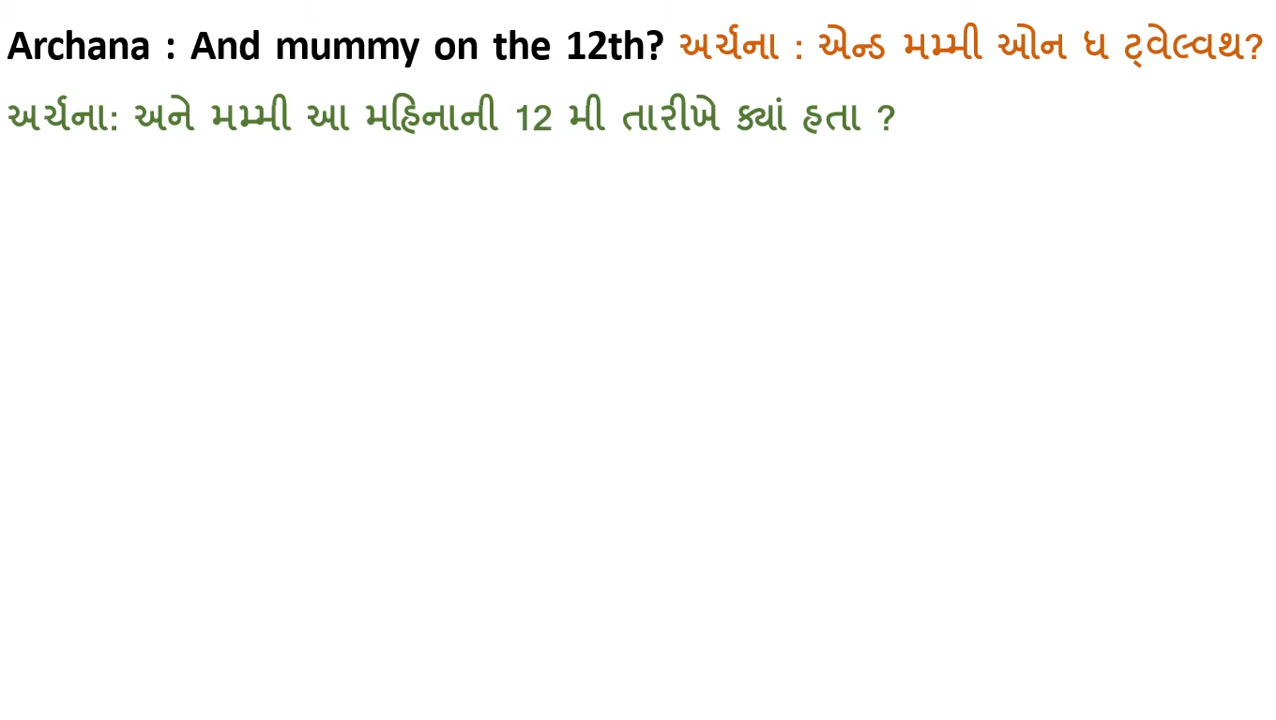 Archana : And mummy on the 12th? અર્ચના : એન્ડ મમ્મી ઓન ધ ટ્વેલ્વથ?
અર્ચના: અને મમ્મી આ મહિનાની 12 મી તારીખે ક્યાં હતા ?